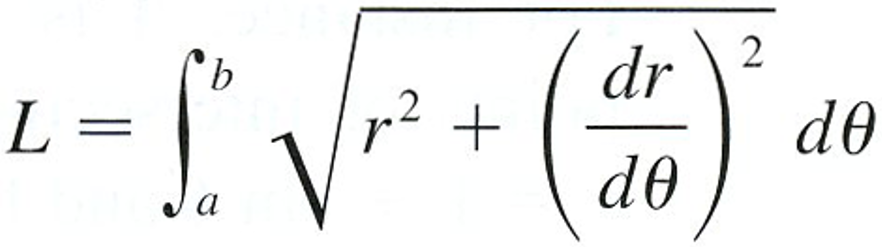 L = ∫_a^b √(r² + (dr/dθ)²) dθ